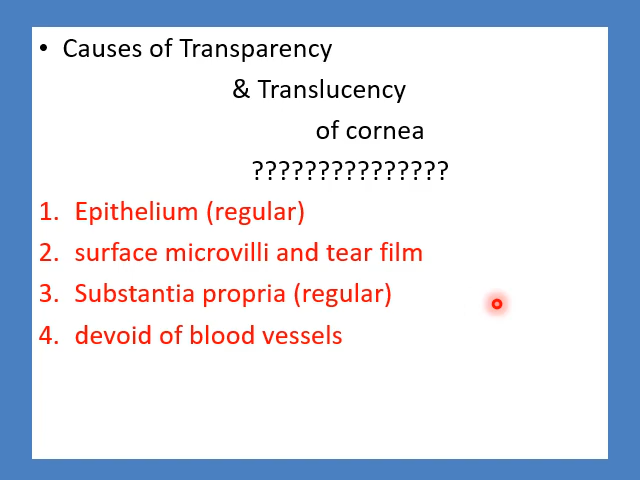 • Causes of Transparency
& Translucency
of cornea
???????????????
1. Epithelium (regular)
2. surface microvilli and tear film
3. Substantia propria (regular)
4. devoid of blood vessels